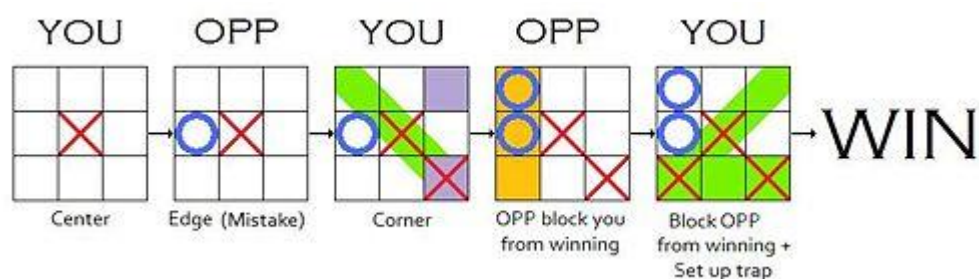 YOU OPP YOU OPP YOU
WIN
Center
Edge (Mistake)
Corner
OPP block you
from winning
Block OPP
from winning +
Set up trap